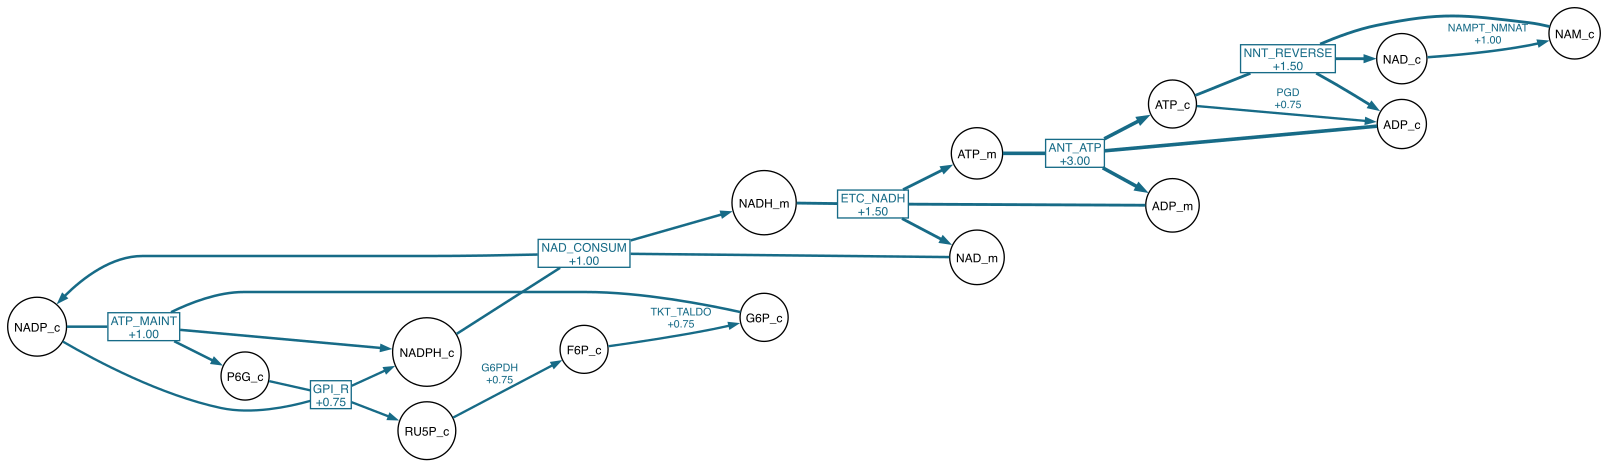 NAM_c
NAMPT_NMNAT
+1.00
NNT_REVERSE
+1.50
NAD_c
PGD
+0.75
ATP_c
ADP_c
ANT_ATP
+3.00
ATP_m
ETC_NADH
+1.50
NADH_m
ADP_m
NAD_CONSUM
+1.00
NAD_m
NADP_c
ATP_MAINT
+1.00
TKT_TALDO
+0.75
G6P_c
NADPH_c
F6P_c
P6G_c
G6PDH
+0.75
GPI_R
+0.75
RU5P_c